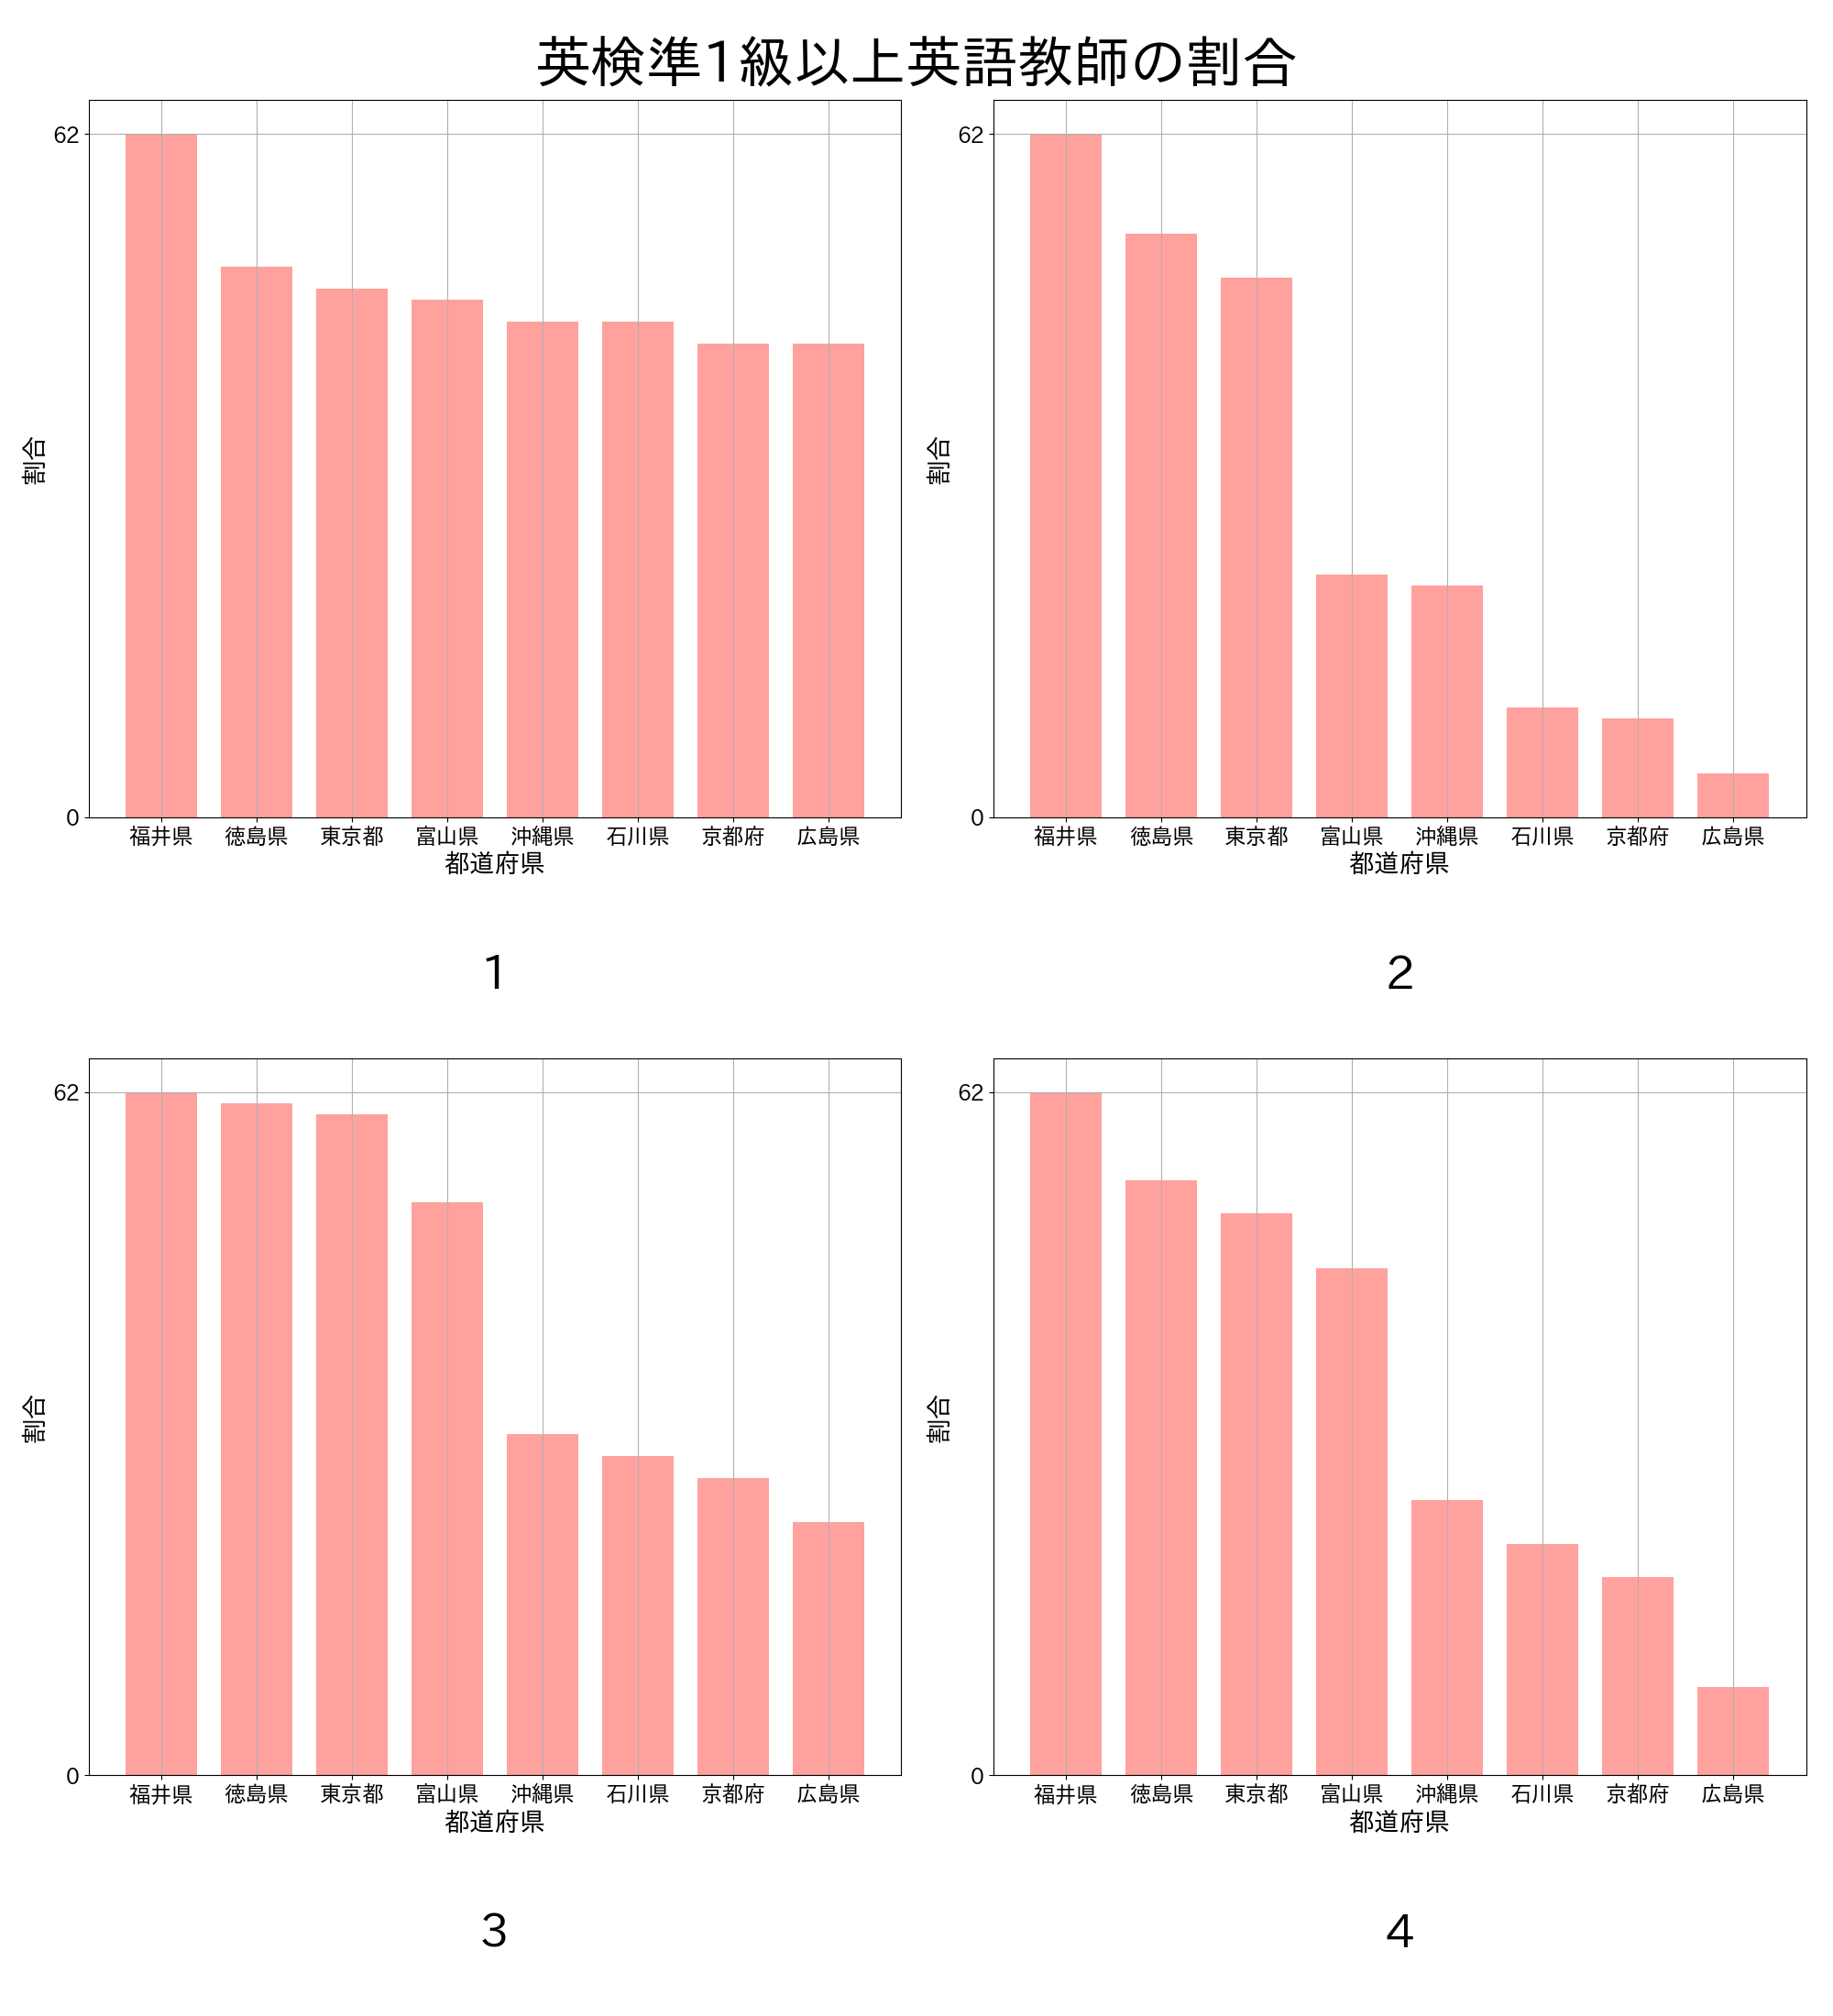 英検準1級以上英語教師の割合
62
0
割合
福井県 徳島県 東京都 富山県 沖縄県 石川県 京都府 広島県
都道府県
1
62
0
割合
福井県 徳島県 東京都 富山県 沖縄県 石川県 京都府 広島県
都道府県
2
62
0
割合
福井県 徳島県 東京都 富山県 沖縄県 石川県 京都府 広島県
都道府県
3
62
0
割合
福井県 徳島県 東京都 富山県 沖縄県 石川県 京都府 広島県
都道府県
4